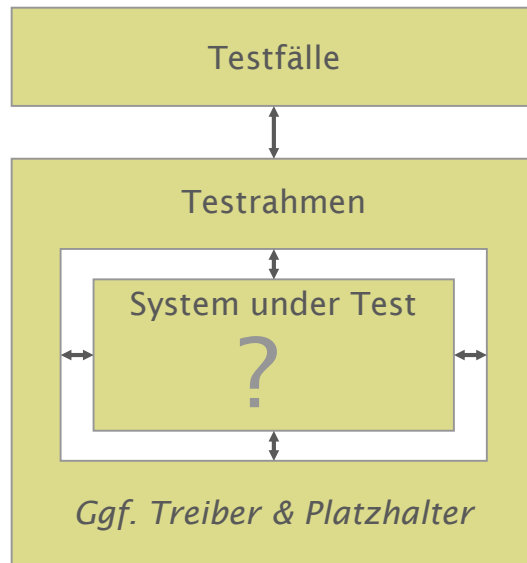 Testfälle
Testrahmen
System under Test
?
Ggf. Treiber & Platzhalter